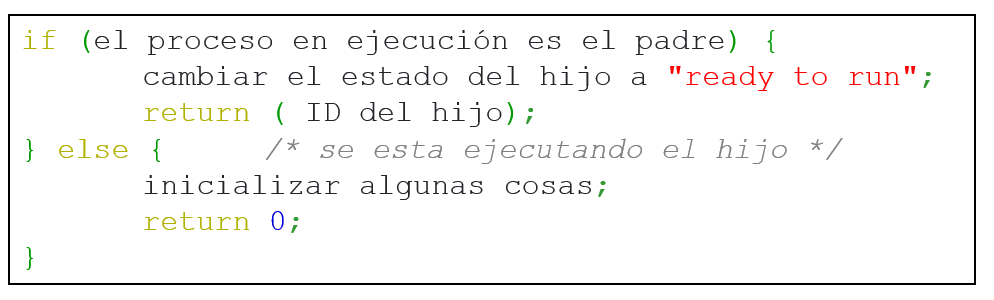 if (el proceso en ejecución es el padre) {
cambiar el estado del hijo a "ready to run";
return ( ID del hijo);
} else { /* se esta ejecutando el hijo */
inicializar algunas cosas;
return 0;
}